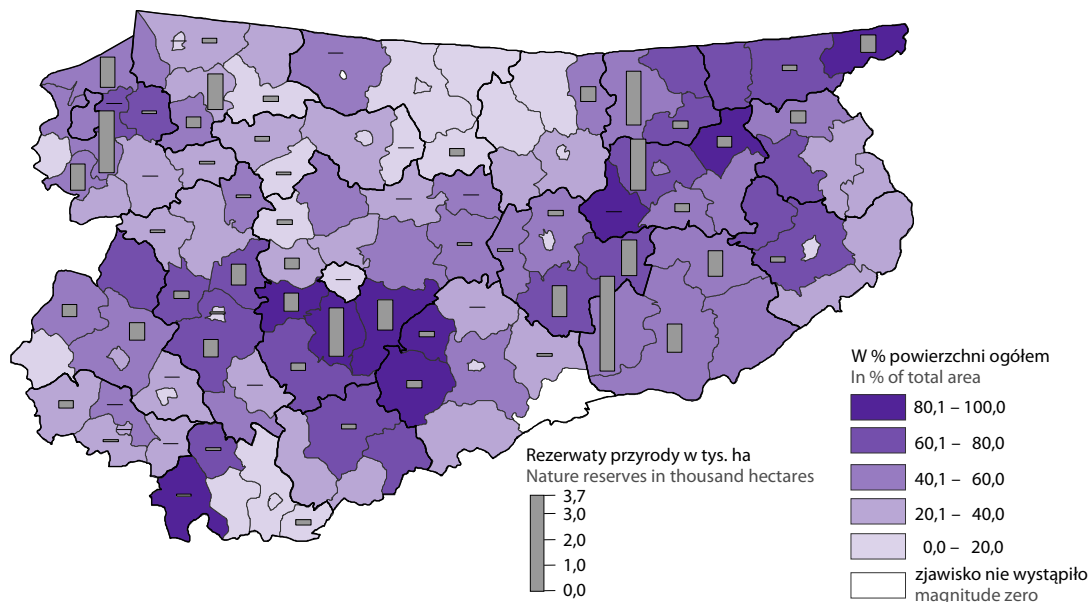 Rezerwaty przyrody w tys. ha
Nature reserves in thousand hectares
3,7
3,0
2,0
1,0
0,0
W % powierzchni ogółem
In % of total area
80,1 – 100,0
60,1 – 80,0
40,1 – 60,0
20,1 – 40,0
0,0 – 20,0
zjawisko nie wystąpiło
magnitude zero